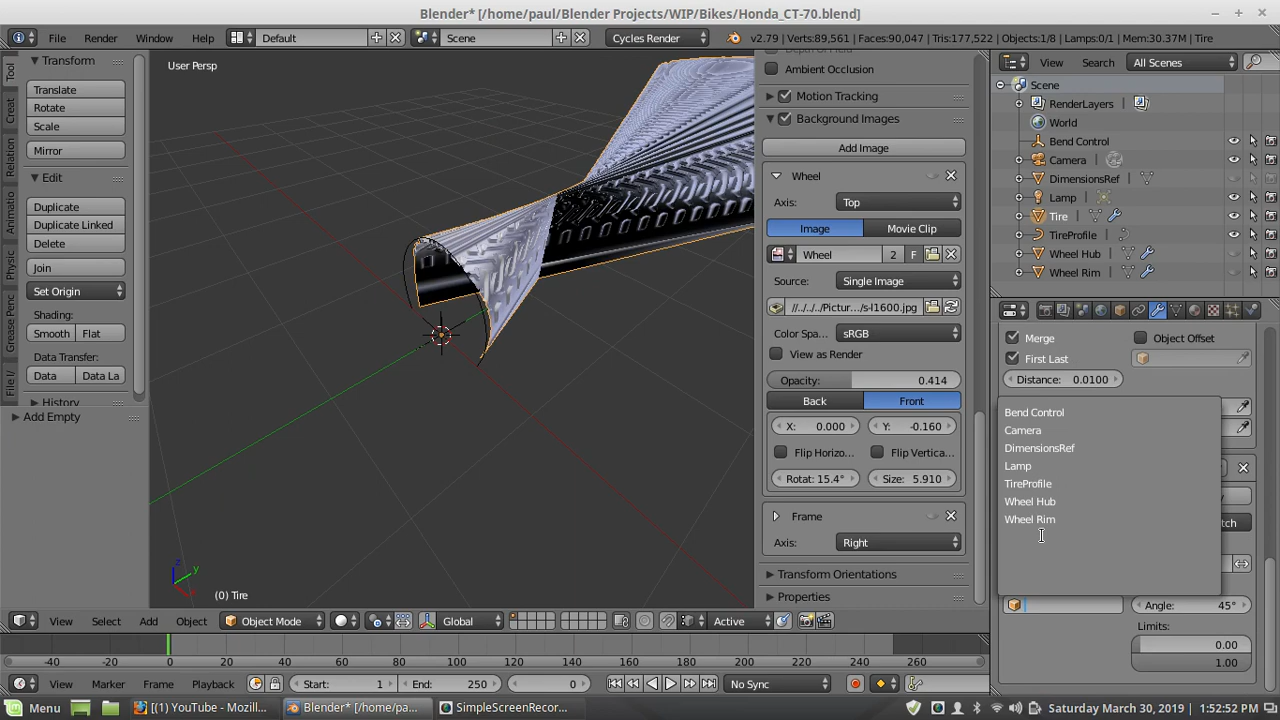 Blender* [/home/paul/Blender Projects/WIP/Bikes/Honda_CT-70.blend]
File Render Window Help Default Scene Cycles Render v2.79 | Verts:89,561 | Faces:90,047 | Tris:177,522 | Objects:1/8 | Lamps:0/1 | Mem:30.37M | Tire
Tool
Creat
Relation
Animatio
Physic
Grease Penc
File I/
Transform
Translate
Rotate
Scale
Mirror
Edit
Duplicate
Duplicate Linked
Delete
Join
Set Origin
Shading:
Smooth Flat
Data Transfer:
Data Data La
History
Add Empty
User Persp
z
y
(0) Tire
Ambient Occlusion
Motion Tracking
Background Images
Add Image
Wheel
Axis: Top
Image Movie Clip
Wheel 2 F
Source: Single Image
//../../../Pictur.../s-l1600.jpg
Color Spa... sRGB
View as Render
Opacity: 0.414
Back Front
X: 0.000 Y: -0.160
Flip Horizo... Flip Vertica...
Rotat: 15.4° Size: 5.910
Frame
Axis: Right
Transform Orientations
Properties
View Search All Scenes
Scene
RenderLayers
World
Bend Control
Camera
DimensionsRef
Lamp
Tire
TireProfile
Wheel Hub
Wheel Rim
Merge Object Offset
First Last
Distance: 0.0100
Bend Control
Camera
DimensionsRef
Lamp
TireProfile
Wheel Hub
Wheel Rim
tch
Angle: 45°
Limits:
0.00
1.00
View Select Add Object Object Mode Global Active
-40 -20 0 20 40 60 80 100 120 140 160 180 200 220 240 260
View Marker Frame Playback Start: 1 End: 250 0 No Sync
Menu [(1) YouTube - Mozill... Blender* [/home/pa... SimpleScreenRecor... Saturday March 30, 2019 1:52:52 PM